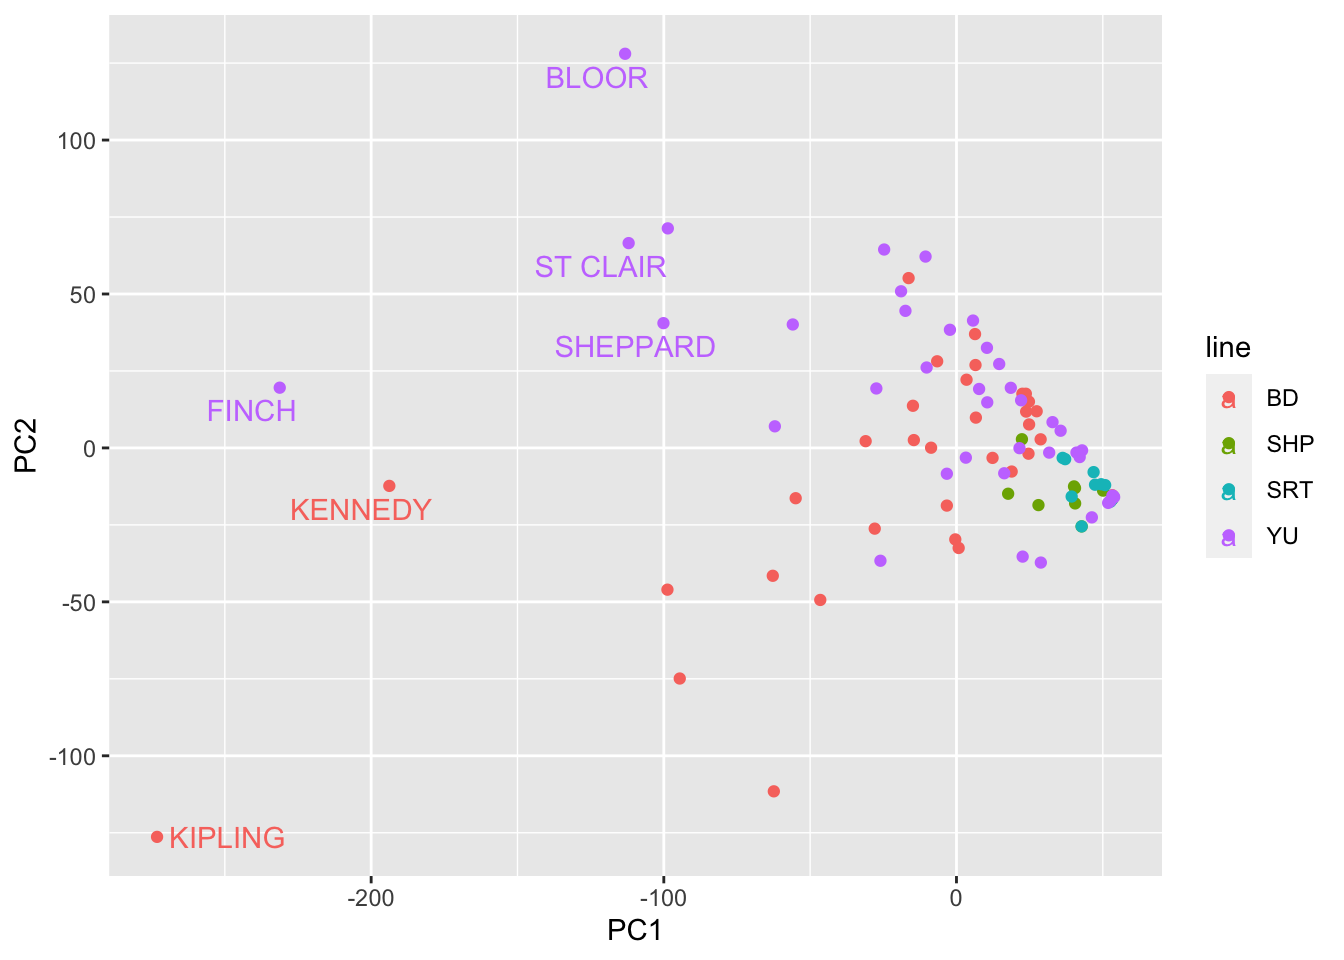 BLOOR
100
ST CLAIR
50
SHEPPARD
FINCH
0
PC2
KENNEDY
-50
-100
KIPLING
-200
-100
0
PC1
line
a BD
a SHP
a SRT
a YU